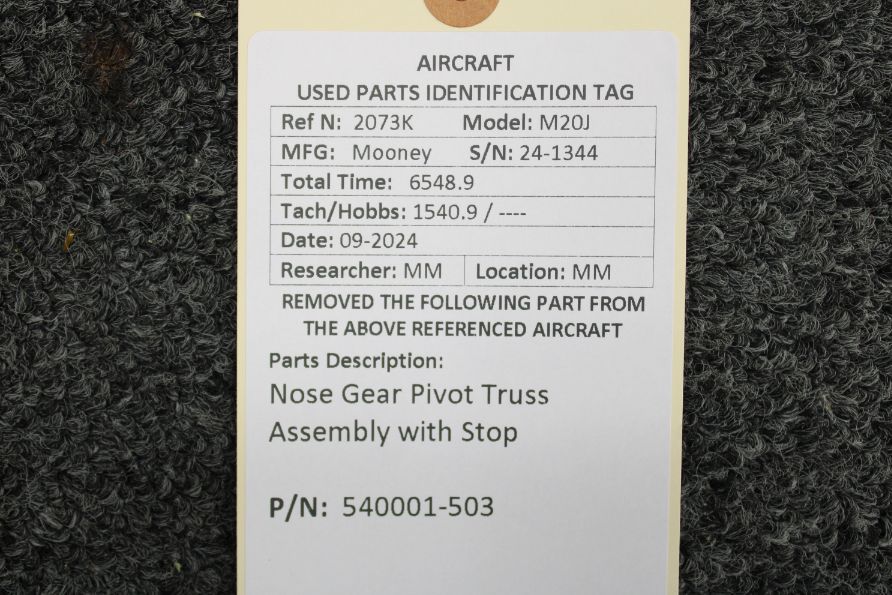 AIRCRAFT
USED PARTS IDENTIFICATION TAG
Ref N: 2073K Model: M20J
MFG: Mooney S/N: 24-1344
Total Time: 6548.9
Tach/Hobbs: 1540.9 / ----
Date: 09-2024
Researcher: MM Location: MM
REMOVED THE FOLLOWING PART FROM
THE ABOVE REFERENCED AIRCRAFT
Parts Description:
Nose Gear Pivot Truss
Assembly with Stop
P/N: 540001-503